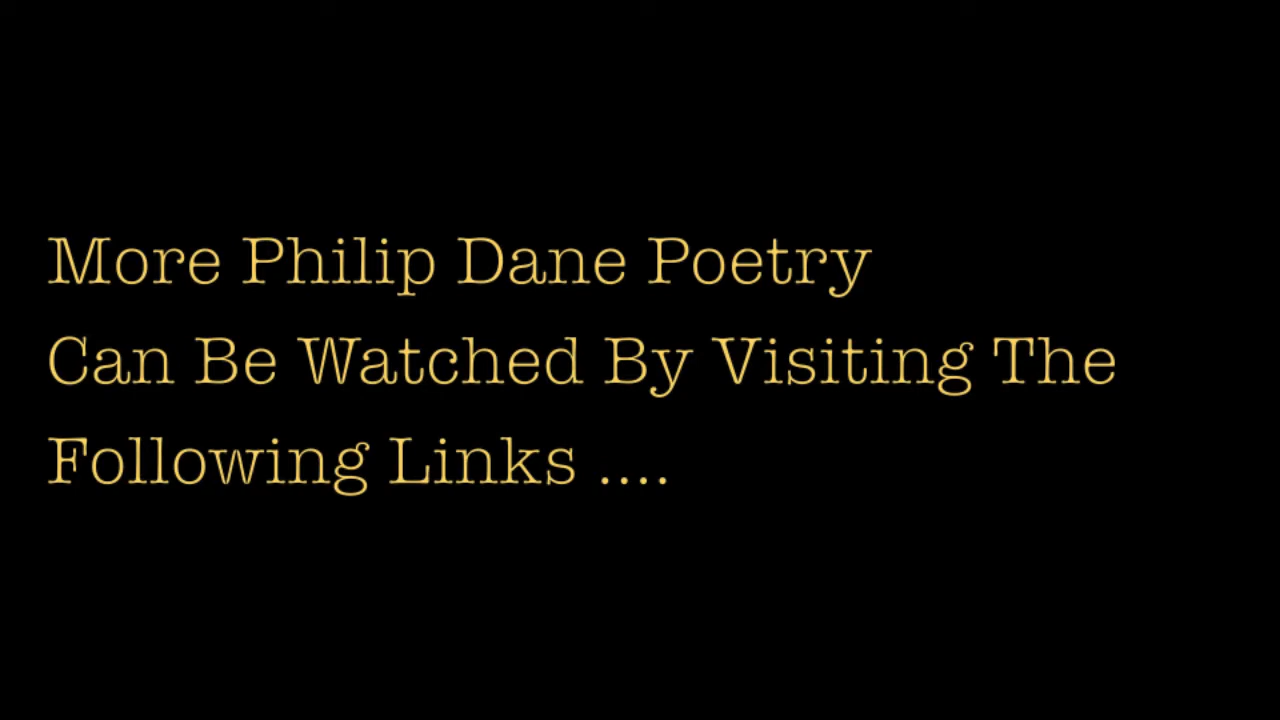 More Philip Dane Poetry
Can Be Watched By Visiting The
Following Links ....